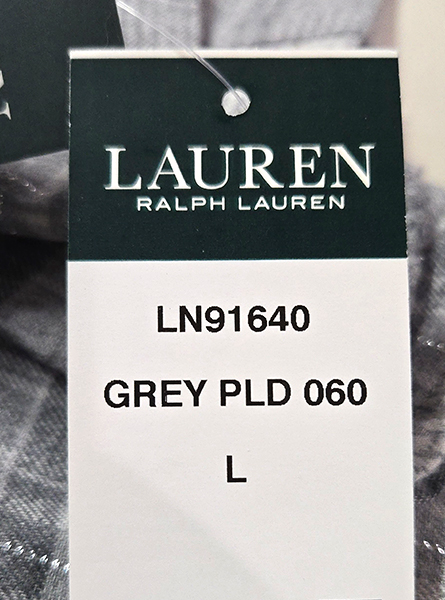 LAUREN
RALPH LAUREN
LN91640
GREY PLD 060
L